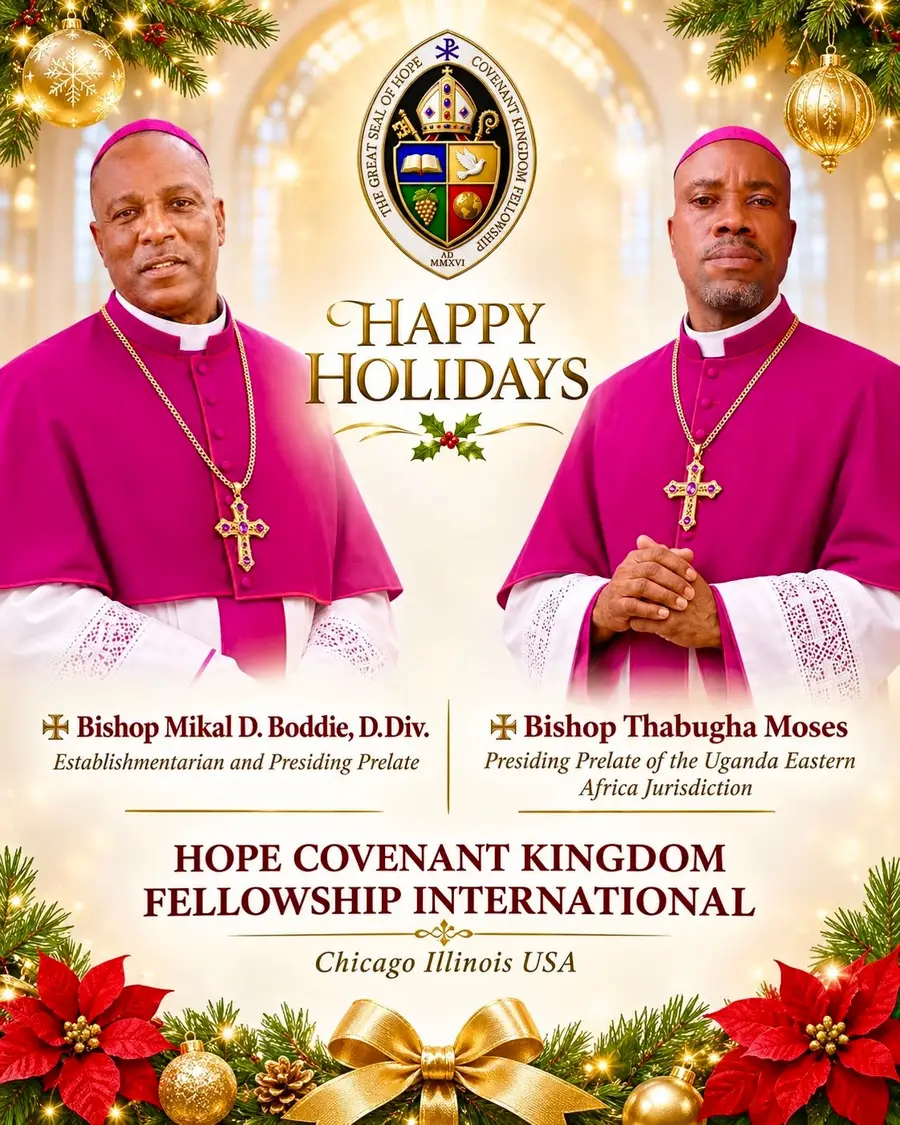 THE GREAT SEAL OF HOPE COVENANT KINGDOM FELLOWSHIP
AD
MMXVI
HAPPY
HOLIDAYS
Bishop Mikal D. Boddie, D.Div.
Establishmentarian and Presiding Prelate
Bishop Thabugha Moses
Presiding Prelate of the Uganda Eastern
Africa Jurisdiction
HOPE COVENANT KINGDOM
FELLOWSHIP INTERNATIONAL
Chicago Illinois USA